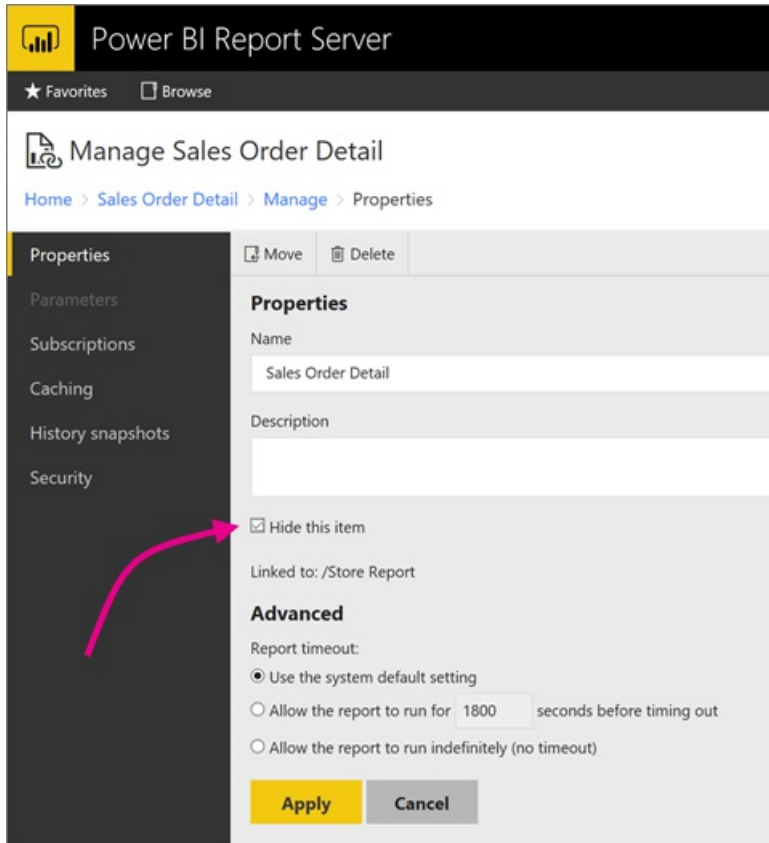 Power BI Report Server
Favorites Browse
Manage Sales Order Detail
Home > Sales Order Detail > Manage > Properties
Properties
Parameters
Subscriptions
Caching
History snapshots
Security
Move Delete
Properties
Name
Sales Order Detail
Description
Hide this item
Linked to: /Store Report
Advanced
Report timeout:
Use the system default setting
Allow the report to run for 1800 seconds before timing out
Allow the report to run indefinitely (no timeout)
Apply Cancel